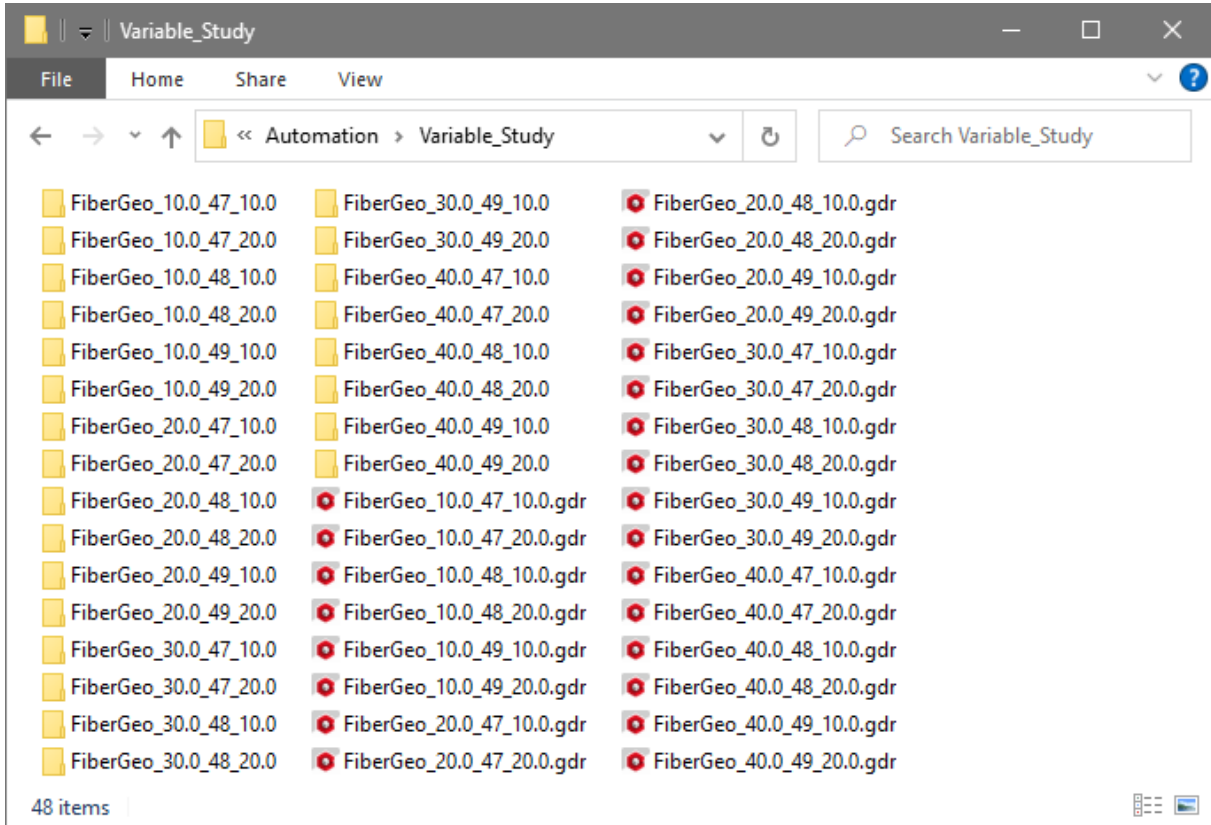 Variable_Study
File Home Share View
« Automation > Variable_Study
Search Variable_Study
FiberGeo_10.0_47_10.0
FiberGeo_10.0_47_20.0
FiberGeo_10.0_48_10.0
FiberGeo_10.0_48_20.0
FiberGeo_10.0_49_10.0
FiberGeo_10.0_49_20.0
FiberGeo_20.0_47_10.0
FiberGeo_20.0_47_20.0
FiberGeo_20.0_48_10.0
FiberGeo_20.0_48_20.0
FiberGeo_20.0_49_10.0
FiberGeo_20.0_49_20.0
FiberGeo_30.0_47_10.0
FiberGeo_30.0_47_20.0
FiberGeo_30.0_48_10.0
FiberGeo_30.0_48_20.0
FiberGeo_30.0_49_10.0
FiberGeo_30.0_49_20.0
FiberGeo_40.0_47_10.0
FiberGeo_40.0_47_20.0
FiberGeo_40.0_48_10.0
FiberGeo_40.0_48_20.0
FiberGeo_40.0_49_10.0
FiberGeo_40.0_49_20.0
FiberGeo_10.0_47_10.0.gdr
FiberGeo_10.0_47_20.0.gdr
FiberGeo_10.0_48_10.0.gdr
FiberGeo_10.0_48_20.0.gdr
FiberGeo_10.0_49_10.0.gdr
FiberGeo_10.0_49_20.0.gdr
FiberGeo_20.0_47_10.0.gdr
FiberGeo_20.0_47_20.0.gdr
FiberGeo_20.0_48_10.0.gdr
FiberGeo_20.0_48_20.0.gdr
FiberGeo_20.0_49_10.0.gdr
FiberGeo_20.0_49_20.0.gdr
FiberGeo_30.0_47_10.0.gdr
FiberGeo_30.0_47_20.0.gdr
FiberGeo_30.0_48_10.0.gdr
FiberGeo_30.0_48_20.0.gdr
FiberGeo_30.0_49_10.0.gdr
FiberGeo_30.0_49_20.0.gdr
FiberGeo_40.0_47_10.0.gdr
FiberGeo_40.0_47_20.0.gdr
FiberGeo_40.0_48_10.0.gdr
FiberGeo_40.0_48_20.0.gdr
FiberGeo_40.0_49_10.0.gdr
FiberGeo_40.0_49_20.0.gdr
48 items